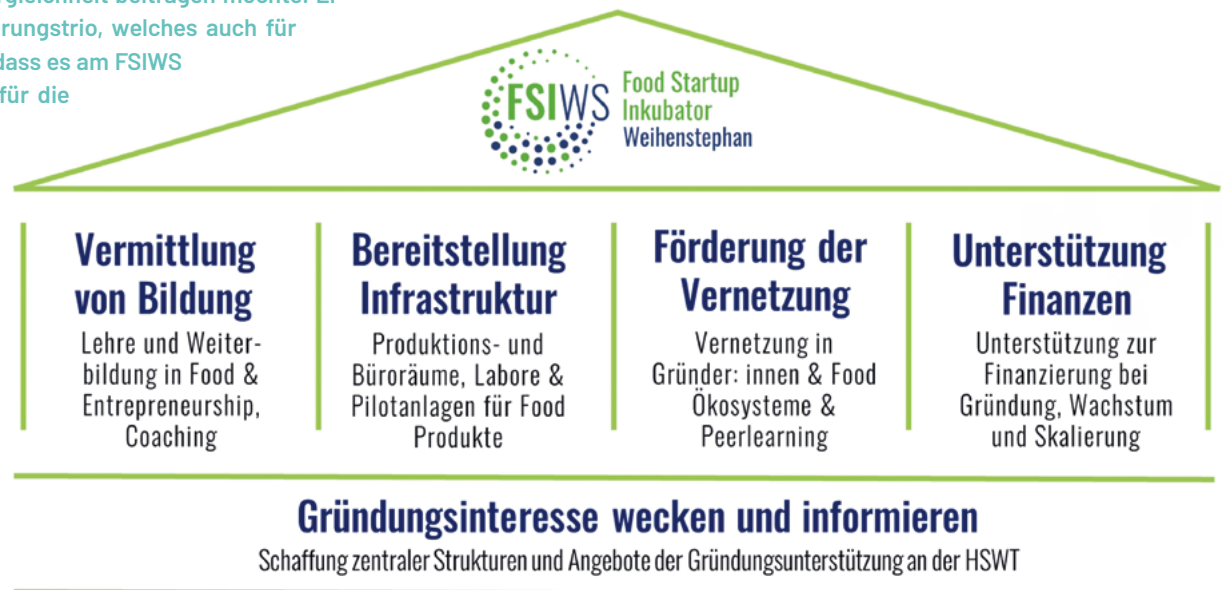 rungstrio, welches auch für
dass es am FSIWS
für die
FSIWS
Food Startup
Inkubator
Weihenstephan
Vermittlung
von Bildung
Lehre und Weiter-
bildung in Food &
Entrepreneurship,
Coaching
Bereitstellung
Infrastruktur
Produktions- und
Büroräume, Labore &
Pilotanlagen für Food
Produkte
Förderung der
Vernetzung
Vernetzung in
Gründer: innen & Food
Ökosysteme &
Peerlearning
Unterstützung
Finanzen
Unterstützung zur
Finanzierung bei
Gründung, Wachstum
und Skalierung
Gründungsinteresse wecken und informieren
Schaffung zentraler Strukturen und Angebote der Gründungsunterstützung an der HSWT